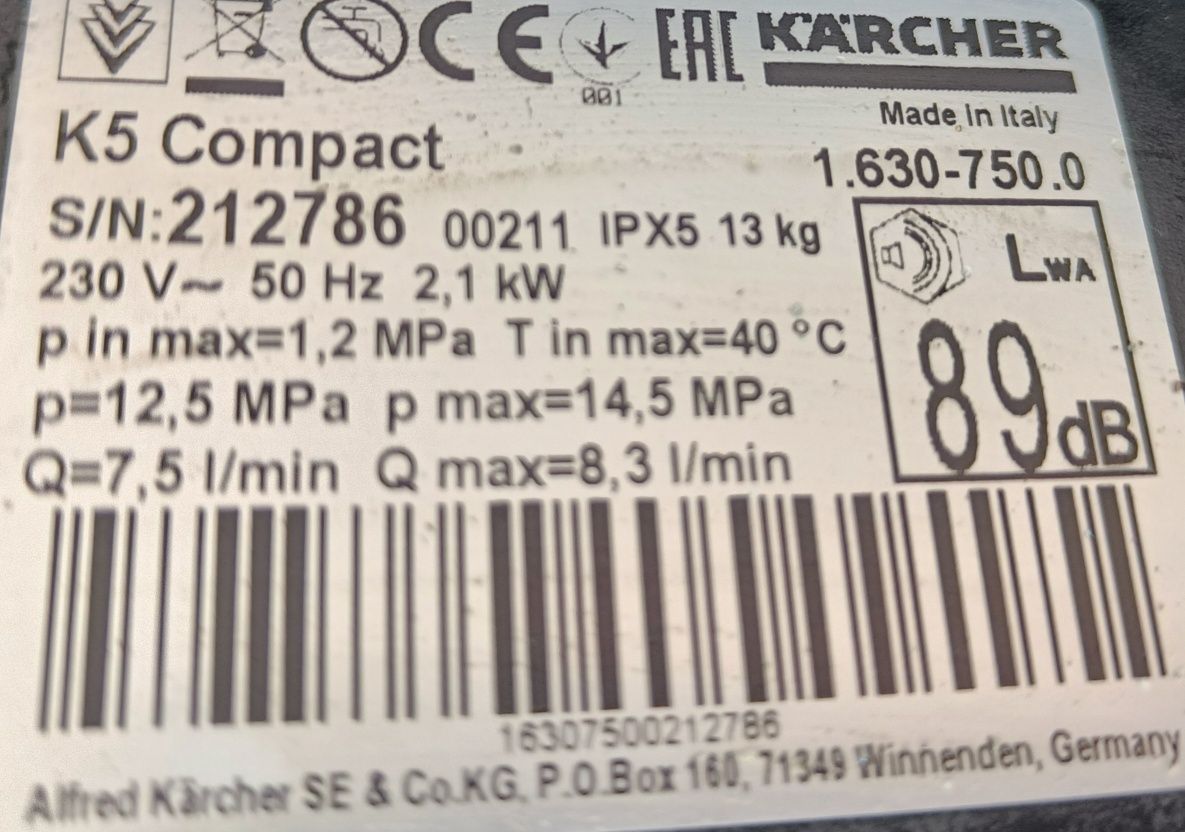 CE 001 EAC KÄRCHER
Made in Italy
K5 Compact
1.630-750.0
S/N:212786 00211 IPX5 13 kg
230 V~ 50 Hz 2,1 kW
LWA
p in max=1,2 MPa T in max=40 °C
89dB
p=12,5 MPa p max=14,5 MPa
Q=7,5 l/min Q max=8,3 l/min
16307500212786
Alfred Kärcher SE & Co.KG, P.O.Box 160, 71349 Winnenden, Germany